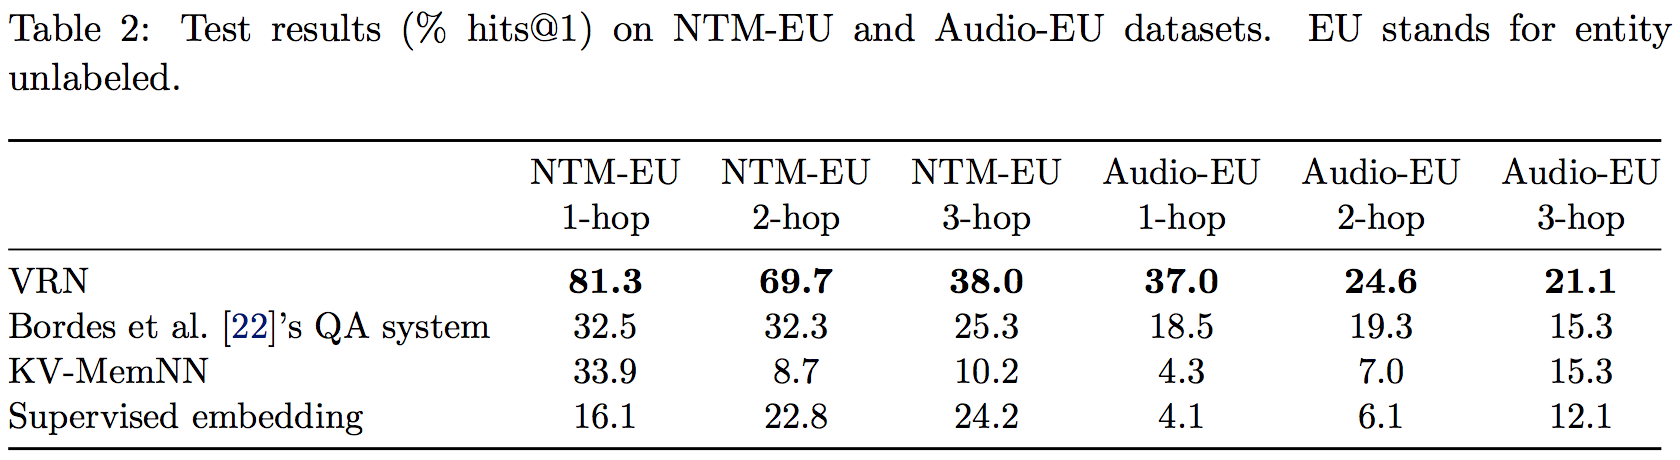 Table 2: Test results (% hits@1) on NTM-EU and Audio-EU datasets. EU stands for entity
unlabeled.
NTM-EU NTM-EU NTM-EU Audio-EU Audio-EU Audio-EU
1-hop 2-hop 3-hop 1-hop 2-hop 3-hop
VRN 81.3 69.7 38.0 37.0 24.6 21.1
Bordes et al. [22]'s QA system 32.5 32.3 25.3 18.5 19.3 15.3
KV-MemNN 33.9 8.7 10.2 4.3 7.0 15.3
Supervised embedding 16.1 22.8 24.2 4.1 6.1 12.1